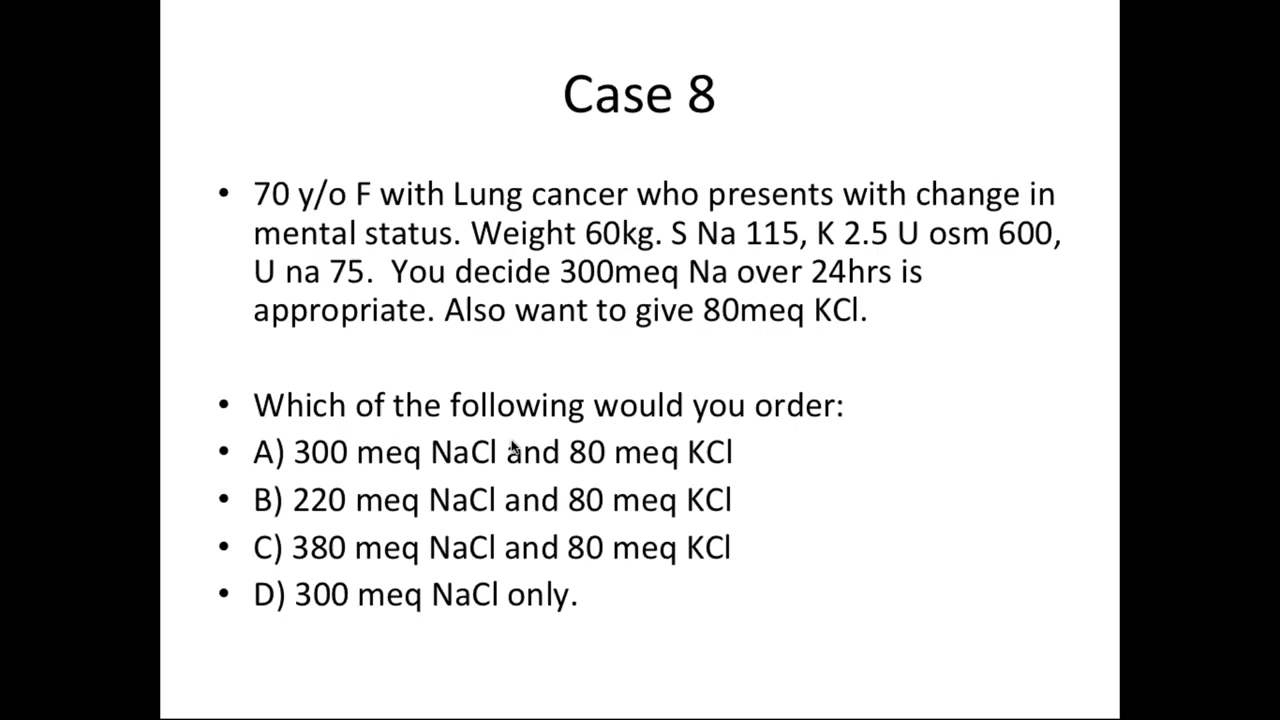 Case 8
• 70 y/o F with Lung cancer who presents with change in
mental status. Weight 60kg. S Na 115, K 2.5 U osm 600,
U na 75.  You decide 300meq Na over 24hrs is
appropriate. Also want to give 80meq KCl.
• Which of the following would you order:
• A) 300 meq NaCl and 80 meq KCl
• B) 220 meq NaCl and 80 meq KCl
• C) 380 meq NaCl and 80 meq KCl
• D) 300 meq NaCl only.